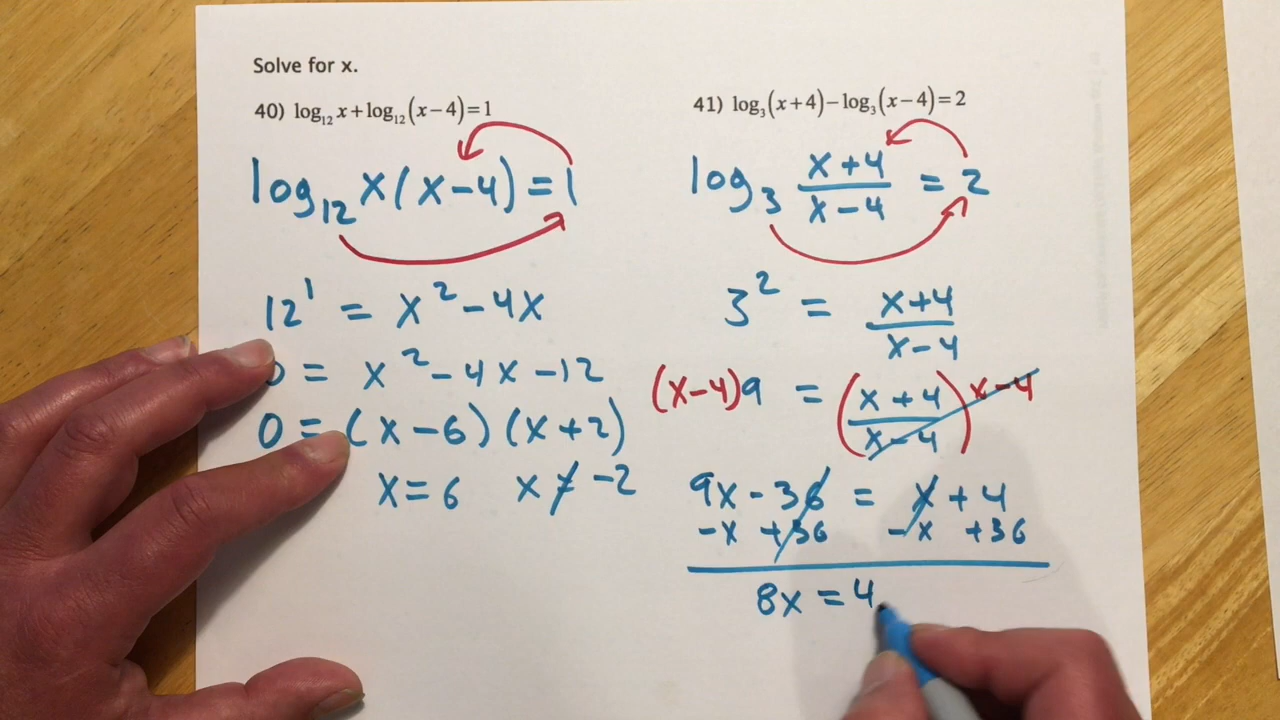 Solve for x.
40) log₁₂ x + log₁₂ (x − 4) = 1
log₁₂ x(x − 4) = 1
12¹ = x² − 4x
0 = x² − 4x − 12
0 = (x − 6)(x + 2)
x = 6 x ≠ −2
41) log₃ (x + 4) − log₃ (x − 4) = 2
log₃ (x + 4)/(x − 4) = 2
3² = (x + 4)/(x − 4)
(x − 4) 9 = ((x + 4)/(x − 4)) x − 4
9x − 36 = x + 4
−x + 36 −x + 36
8x = 4